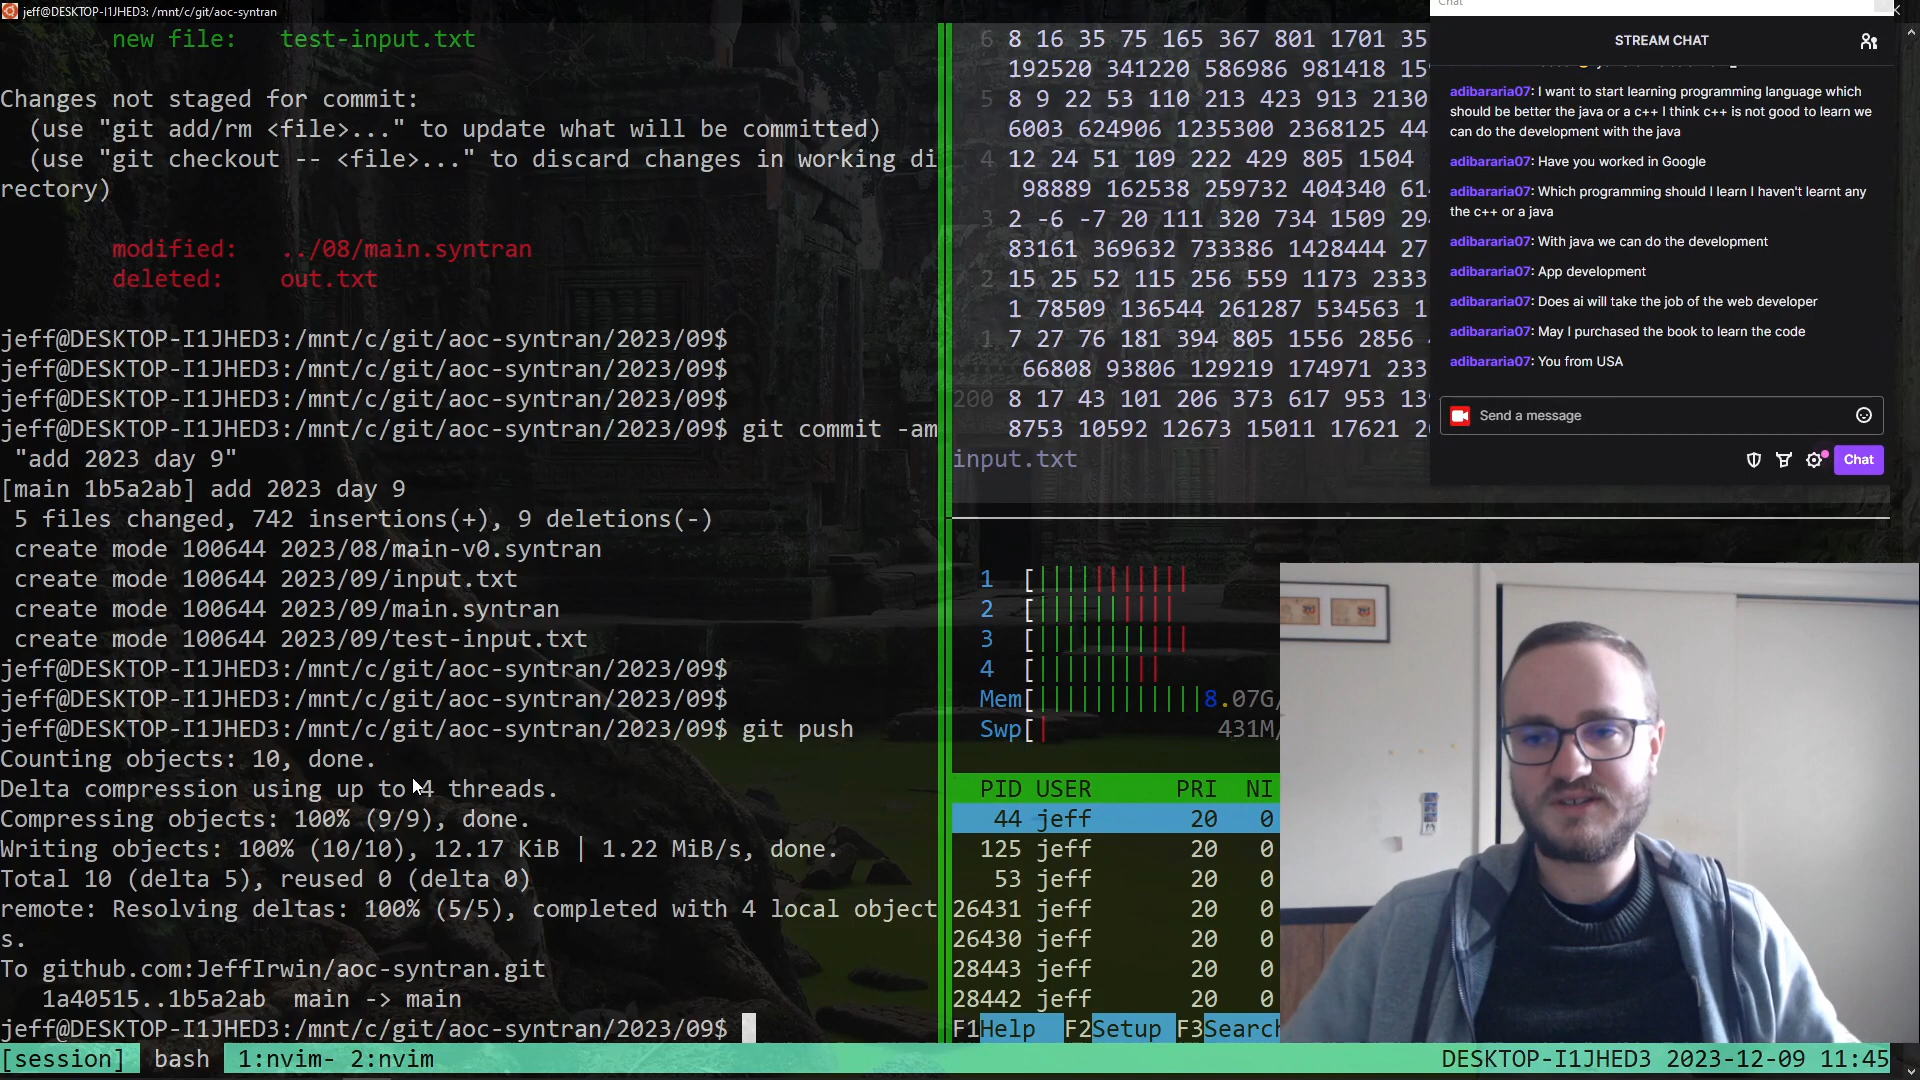 jeff@DESKTOP-I1JHED3: /mnt/c/git/aoc-syntran
new file:   test-input.txt
Changes not staged for commit:
(use "git add/rm <file>..." to update what will be committed)
(use "git checkout -- <file>..." to discard changes in working di
rectory)
modified:   ../08/main.syntran
deleted:    out.txt
jeff@DESKTOP-I1JHED3:/mnt/c/git/aoc-syntran/2023/09$
jeff@DESKTOP-I1JHED3:/mnt/c/git/aoc-syntran/2023/09$
jeff@DESKTOP-I1JHED3:/mnt/c/git/aoc-syntran/2023/09$
jeff@DESKTOP-I1JHED3:/mnt/c/git/aoc-syntran/2023/09$ git commit -am
"add 2023 day 9"
[main 1b5a2ab] add 2023 day 9
5 files changed, 742 insertions(+), 9 deletions(-)
create mode 100644 2023/08/main-v0.syntran
create mode 100644 2023/09/input.txt
create mode 100644 2023/09/main.syntran
create mode 100644 2023/09/test-input.txt
jeff@DESKTOP-I1JHED3:/mnt/c/git/aoc-syntran/2023/09$
jeff@DESKTOP-I1JHED3:/mnt/c/git/aoc-syntran/2023/09$
jeff@DESKTOP-I1JHED3:/mnt/c/git/aoc-syntran/2023/09$ git push
Counting objects: 10, done.
Delta compression using up to 4 threads.
Compressing objects: 100% (9/9), done.
Writing objects: 100% (10/10), 12.17 KiB | 1.22 MiB/s, done.
Total 10 (delta 5), reused 0 (delta 0)
remote: Resolving deltas: 100% (5/5), completed with 4 local object
s.
To github.com:JeffIrwin/aoc-syntran.git
1a40515..1b5a2ab  main -> main
jeff@DESKTOP-I1JHED3:/mnt/c/git/aoc-syntran/2023/09$
6 8 16 35 75 165 367 801 1701 35
192520 341220 586986 981418 15
5 8 9 22 53 110 213 423 913 2130
6003 624906 1235300 2368125 44
4 12 24 51 109 222 429 805 1504
98889 162538 259732 404340 61
3 2 -6 -7 20 111 320 734 1509 29
83161 369632 733386 1428444 27
2 15 25 52 115 256 559 1173 2333
1 78509 136544 261287 534563 1
1 7 27 76 181 394 805 1556 2856
66808 93806 129219 174971 233
200 8 17 43 101 206 373 617 953 13
8753 10592 12673 15011 17621 2
input.txt
1 [
2 [
3 [
4 [
Mem[ 8.07G/
Swp[ 431M/
PID USER PRI NI
44 jeff 20 0
125 jeff 20 0
53 jeff 20 0
26431 jeff 20 0
26430 jeff 20 0
28443 jeff 20 0
28442 jeff 20 0
F1Help F2Setup F3Search
Chat
STREAM CHAT
adibararia07: I want to start learning programming language which
should be better the java or a c++ I think c++ is not good to learn we
can do the development with the java
adibararia07: Have you worked in Google
adibararia07: Which programming should I learn I haven't learnt any
the c++ or a java
adibararia07: With java we can do the development
adibararia07: App development
adibararia07: Does ai will take the job of the web developer
adibararia07: May I purchased the book to learn the code
adibararia07: You from USA
Send a message
Chat
[session] bash 1:nvim- 2:nvim
DESKTOP-I1JHED3 2023-12-09 11:45